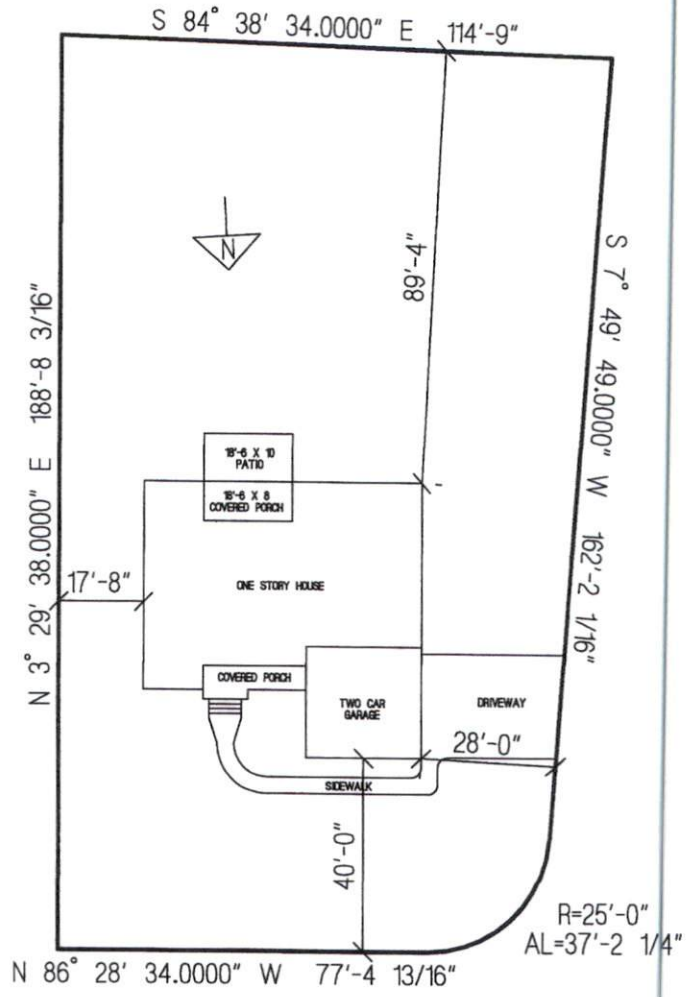 S 84° 38' 34.0000" E 114'-9"
N
89'-4"
S 7° 49' 49.0000" W 162'-2 1/16"
N 3° 29' 38.0000" E 188'-8 3/16"
18'-6 X 10
PATIO
18'-6 X 8
COVERED PORCH
17'-8"
ONE STORY HOUSE
COVERED PORCH
TWO CAR
GARAGE
DRIVEWAY
28'-0"
SIDEWALK
40'-0"
R=25'-0"
AL=37'-2 1/4"
N 86° 28' 34.0000" W 77'-4 13/16"